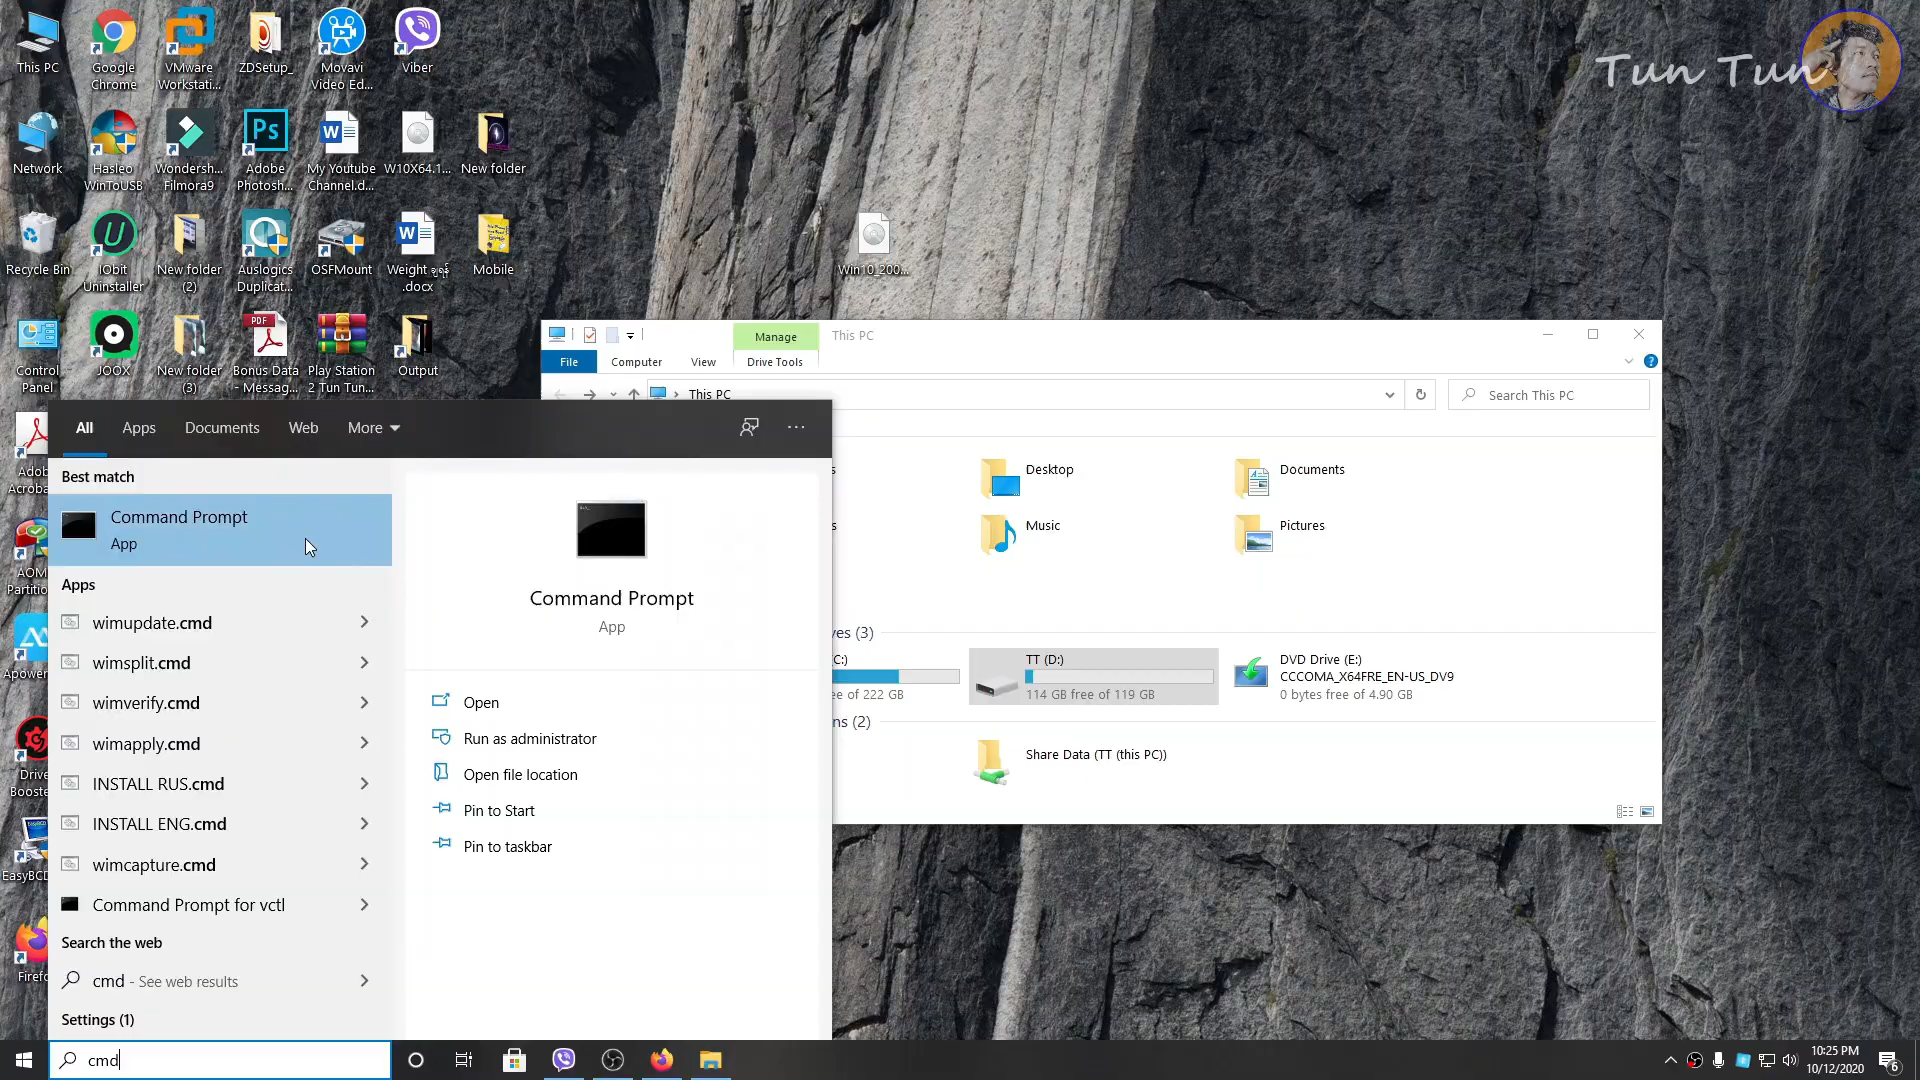 This PC
Google
Chrome
VMware
Workstati...
ZDSetup_
Movavi
Video Ed...
Viber
Tun Tun
Network
Hasleo
WinToUSB
Wondersh...
Filmora9
Adobe
Photosh...
My Youtube
Channel.d...
W10X64.1...
New folder
Recycle Bin
IObit
Uninstaller
New folder
(2)
Auslogics
Duplicat...
OSFMount
Weight ချရန်
.docx
Mobile
Win10_200...
Control
Panel
JOOX
New folder
(3)
PDF
Bonus Data
- Messag...
Play Station
2 Tun Tun...
Output
Manage
This PC
File
Computer
View
Drive Tools
This PC
Search This PC
Desktop
Documents
Music
Pictures
ves (3)
C:)
ee of 222 GB
TT (D:)
114 GB free of 119 GB
DVD Drive (E:)
CCCOMA_X64FRE_EN-US_DV9
0 bytes free of 4.90 GB
ns (2)
Share Data (TT (this PC))
Adob
Acroba
AOM
Partitio
Apower
Drive
Booste
EasyBCD
Firefo
All
Apps
Documents
Web
More
Best match
Command Prompt
App
Apps
wimupdate.cmd
wimsplit.cmd
wimverify.cmd
wimapply.cmd
INSTALL RUS.cmd
INSTALL ENG.cmd
wimcapture.cmd
Command Prompt for vctl
Search the web
cmd - See web results
Settings (1)
Command Prompt
App
Open
Run as administrator
Open file location
Pin to Start
Pin to taskbar
cmd
10:25 PM
10/12/2020
6